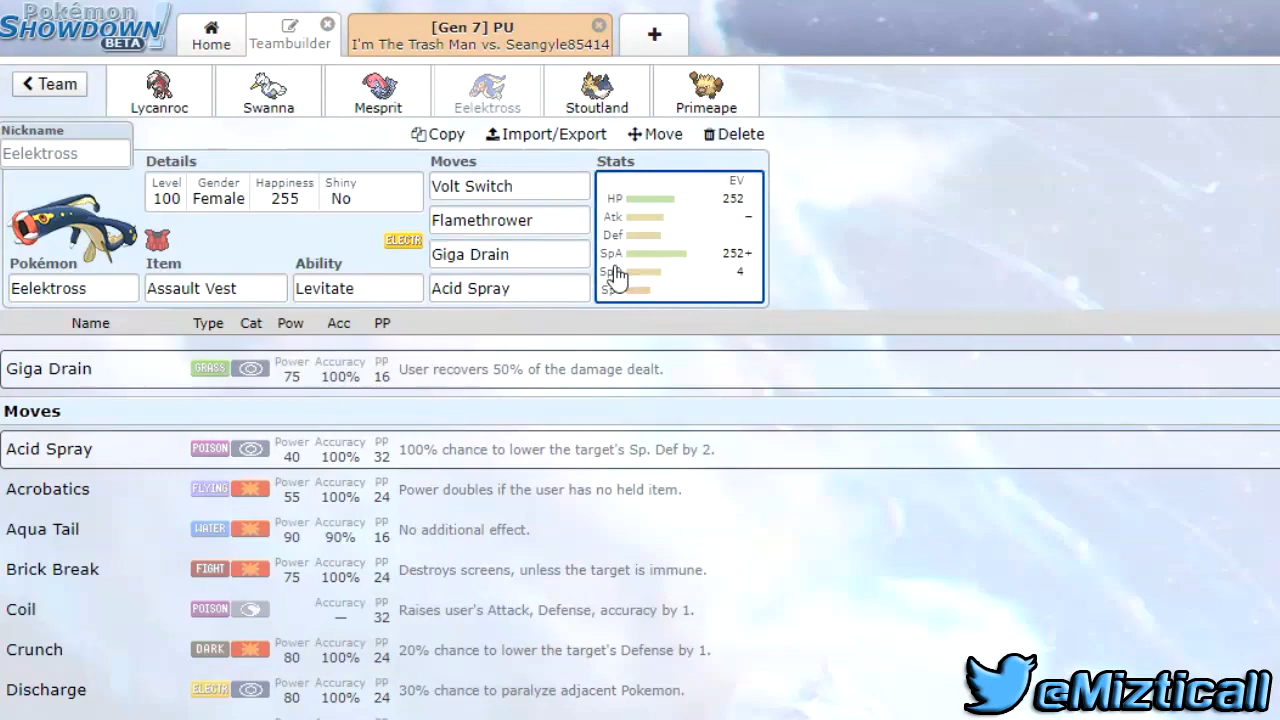 Pokémon
SHOWDOWN!
BETA
Home
Teambuilder
[Gen 7] PU
I'm The Trash Man vs. Seangyle85414
+
Team
Lycanroc
Swanna
Mesprit
Eelektross
Stoutland
Primeape
Copy
Import/Export
Move
Delete
Nickname
Eelektross
Details
Level
100
Gender
Female
Happiness
255
Shiny
No
ELECTR
Pokémon
Eelektross
Item
Assault Vest
Ability
Levitate
Moves
Volt Switch
Flamethrower
Giga Drain
Acid Spray
Stats
EV
HP 252
Atk –
Def
SpA 252+
4
Name Type Cat Pow Acc PP
Giga Drain GRASS Power 75 Accuracy 100% PP 16 User recovers 50% of the damage dealt.
Moves
Acid Spray POISON Power 40 Accuracy 100% PP 32 100% chance to lower the target's Sp. Def by 2.
Acrobatics FLYING Power 55 Accuracy 100% PP 24 Power doubles if the user has no held item.
Aqua Tail WATER Power 90 Accuracy 90% PP 16 No additional effect.
Brick Break FIGHT Power 75 Accuracy 100% PP 24 Destroys screens, unless the target is immune.
Coil POISON Accuracy — PP 32 Raises user's Attack, Defense, accuracy by 1.
Crunch DARK Power 80 Accuracy 100% PP 24 20% chance to lower the target's Defense by 1.
Discharge ELECTR Power 80 Accuracy 100% PP 24 30% chance to paralyze adjacent Pokemon.
@Mizticall